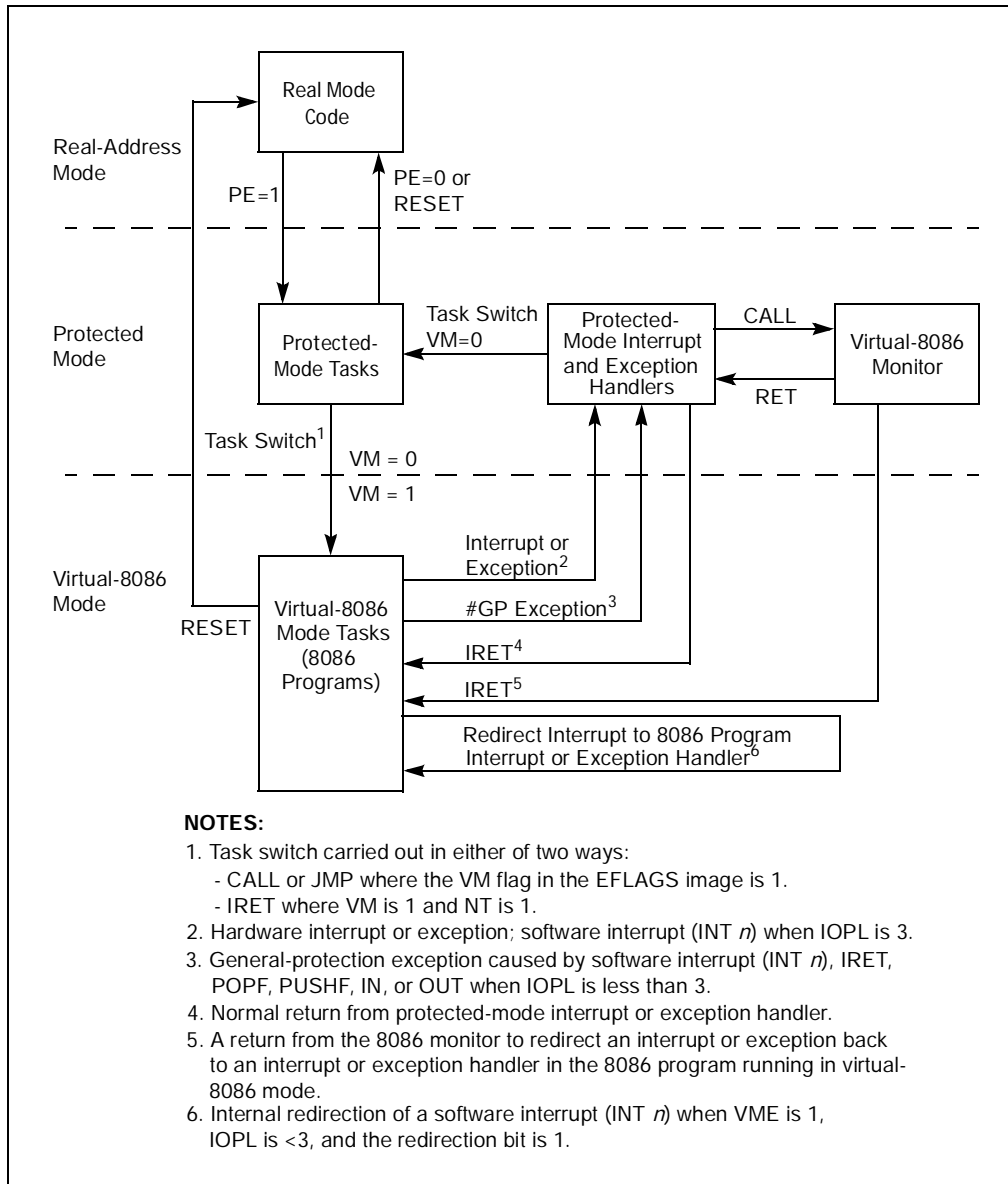 Real Mode
Code
Real-Address
Mode
PE=1
PE=0 or
RESET
Protected
Mode
Protected-
Mode Tasks
Task Switch
VM=0
Protected-
Mode Interrupt
and Exception
Handlers
CALL
RET
Virtual-8086
Monitor
Task Switch1
VM = 0
VM = 1
Virtual-8086
Mode
RESET
Virtual-8086
Mode Tasks
(8086
Programs)
Interrupt or
Exception2
#GP Exception3
IRET4
IRET5
Redirect Interrupt to 8086 Program
Interrupt or Exception Handler6
NOTES:
1. Task switch carried out in either of two ways:
- CALL or JMP where the VM flag in the EFLAGS image is 1.
- IRET where VM is 1 and NT is 1.
2. Hardware interrupt or exception; software interrupt (INT n) when IOPL is 3.
3. General-protection exception caused by software interrupt (INT n), IRET,
POPF, PUSHF, IN, or OUT when IOPL is less than 3.
4. Normal return from protected-mode interrupt or exception handler.
5. A return from the 8086 monitor to redirect an interrupt or exception back
to an interrupt or exception handler in the 8086 program running in virtual-
8086 mode.
6. Internal redirection of a software interrupt (INT n) when VME is 1,
IOPL is <3, and the redirection bit is 1.